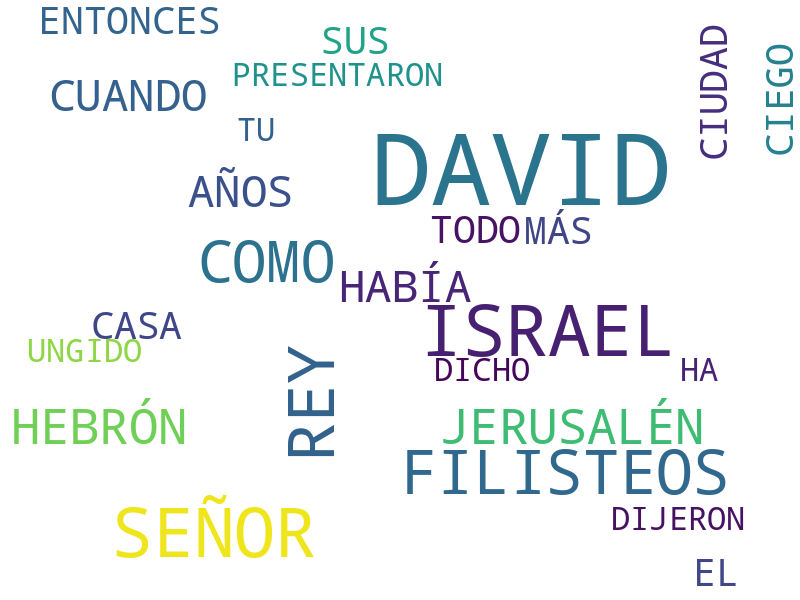 ENTONCES
SUS
PRESENTARON
CIUDAD
CIEGO
CUANDO
TU
DAVID
AÑOS
TODO
MÁS
COMO
HABÍA
CASA
ISRAEL
UNGIDO
REY
DICHO
HA
HEBRÓN
JERUSALÉN
FILISTEOS
SEÑOR
DIJERON
EL